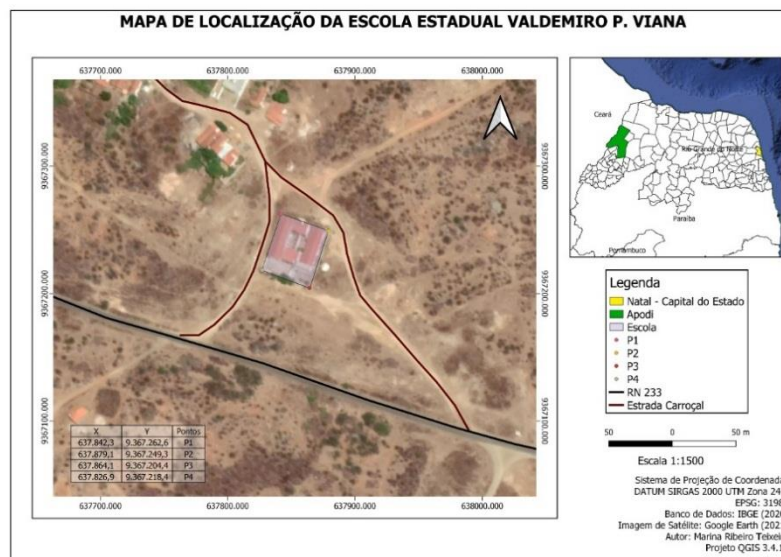 MAPA DE LOCALIZAÇÃO DA ESCOLA ESTADUAL VALDEMIRO P. VIANA
637700.000 637800.000 637900.000 638000.000
9367300.000
9367200.000
9367100.000
9367300.000
9367200.000
9367100.000
X Y Pontos
637.842,3 9.367.262,6 P1
637.879,1 9.367.249,3 P2
637.864,1 9.367.204,4 P3
637.826,9 9.367.218,4 P4
637700.000 637800.000 637900.000 638000.000
Ceará
Rio Grande do Norte
Paraíba
Pernambuco
Legenda
Natal - Capital do Estado
Apodi
Escola
P1
P2
P3
P4
RN 233
Estrada Carroçal
50 0 50 m
Escala 1:1500
Sistema de Projeção de Coordenada
DATUM SIRGAS 2000 UTM Zona 24
EPSG: 3198
Banco de Dados: IBGE (202
Imagem de Satélite: Google Earth (202
Autor: Marina Ribeiro Teixei
Projeto QGIS 3.4.